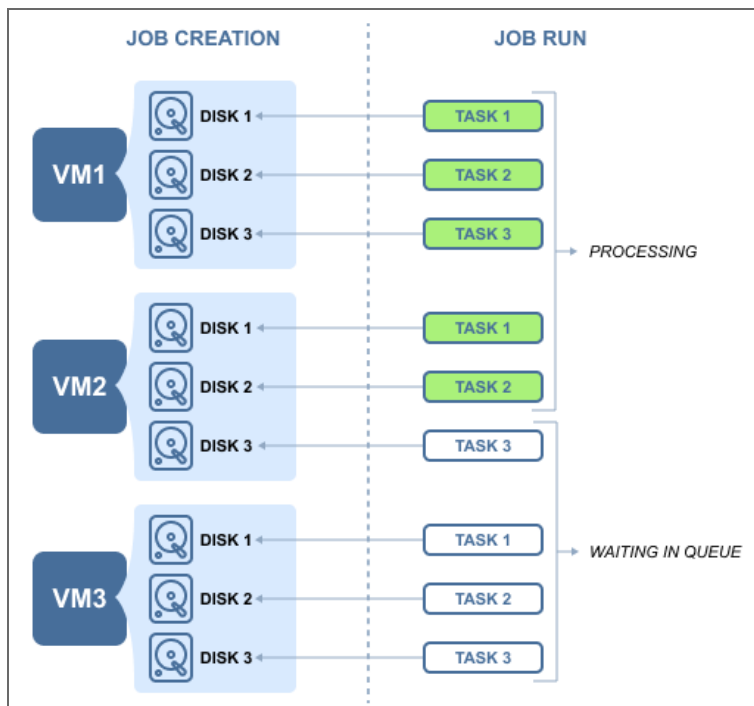 JOB CREATION JOB RUN
VM1
DISK 1 TASK 1
DISK 2 TASK 2
DISK 3 TASK 3
PROCESSING
VM2
DISK 1 TASK 1
DISK 2 TASK 2
DISK 3 TASK 3
WAITING IN QUEUE
VM3
DISK 1 TASK 1
DISK 2 TASK 2
DISK 3 TASK 3